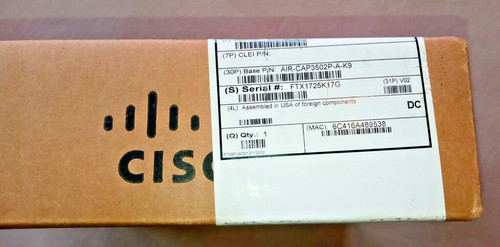 (7P) CLEI P/N:
(30P) Base P/N: AIR-CAP3502P-A-K9
(S) Serial #: FTX1725K17G
(31P) V02
(4L) Assembled in USA of foreign components
DC
(Q) Qty.: 1
(MAC) 6C416A489538
CISC